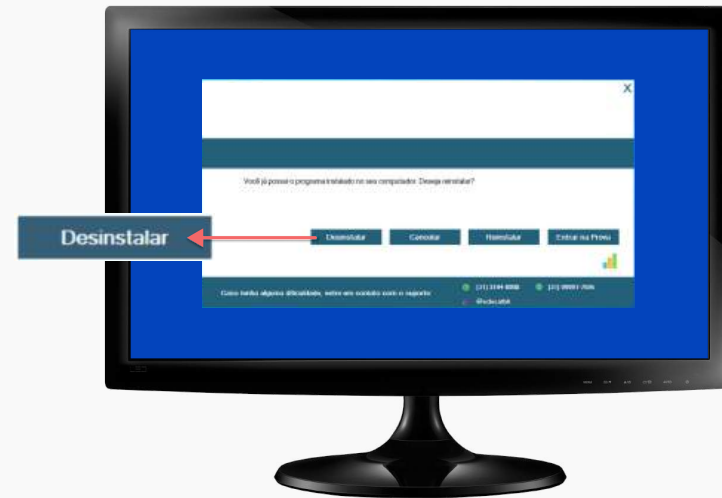 X
Você já possui o programa instalado no seu computador. Deseja reinstalar?
Desinstalar
Desinstalar Cancelar Reinstalar Entrar na Prova
Caso tenha alguma dificuldade, entre em contato com o suporte